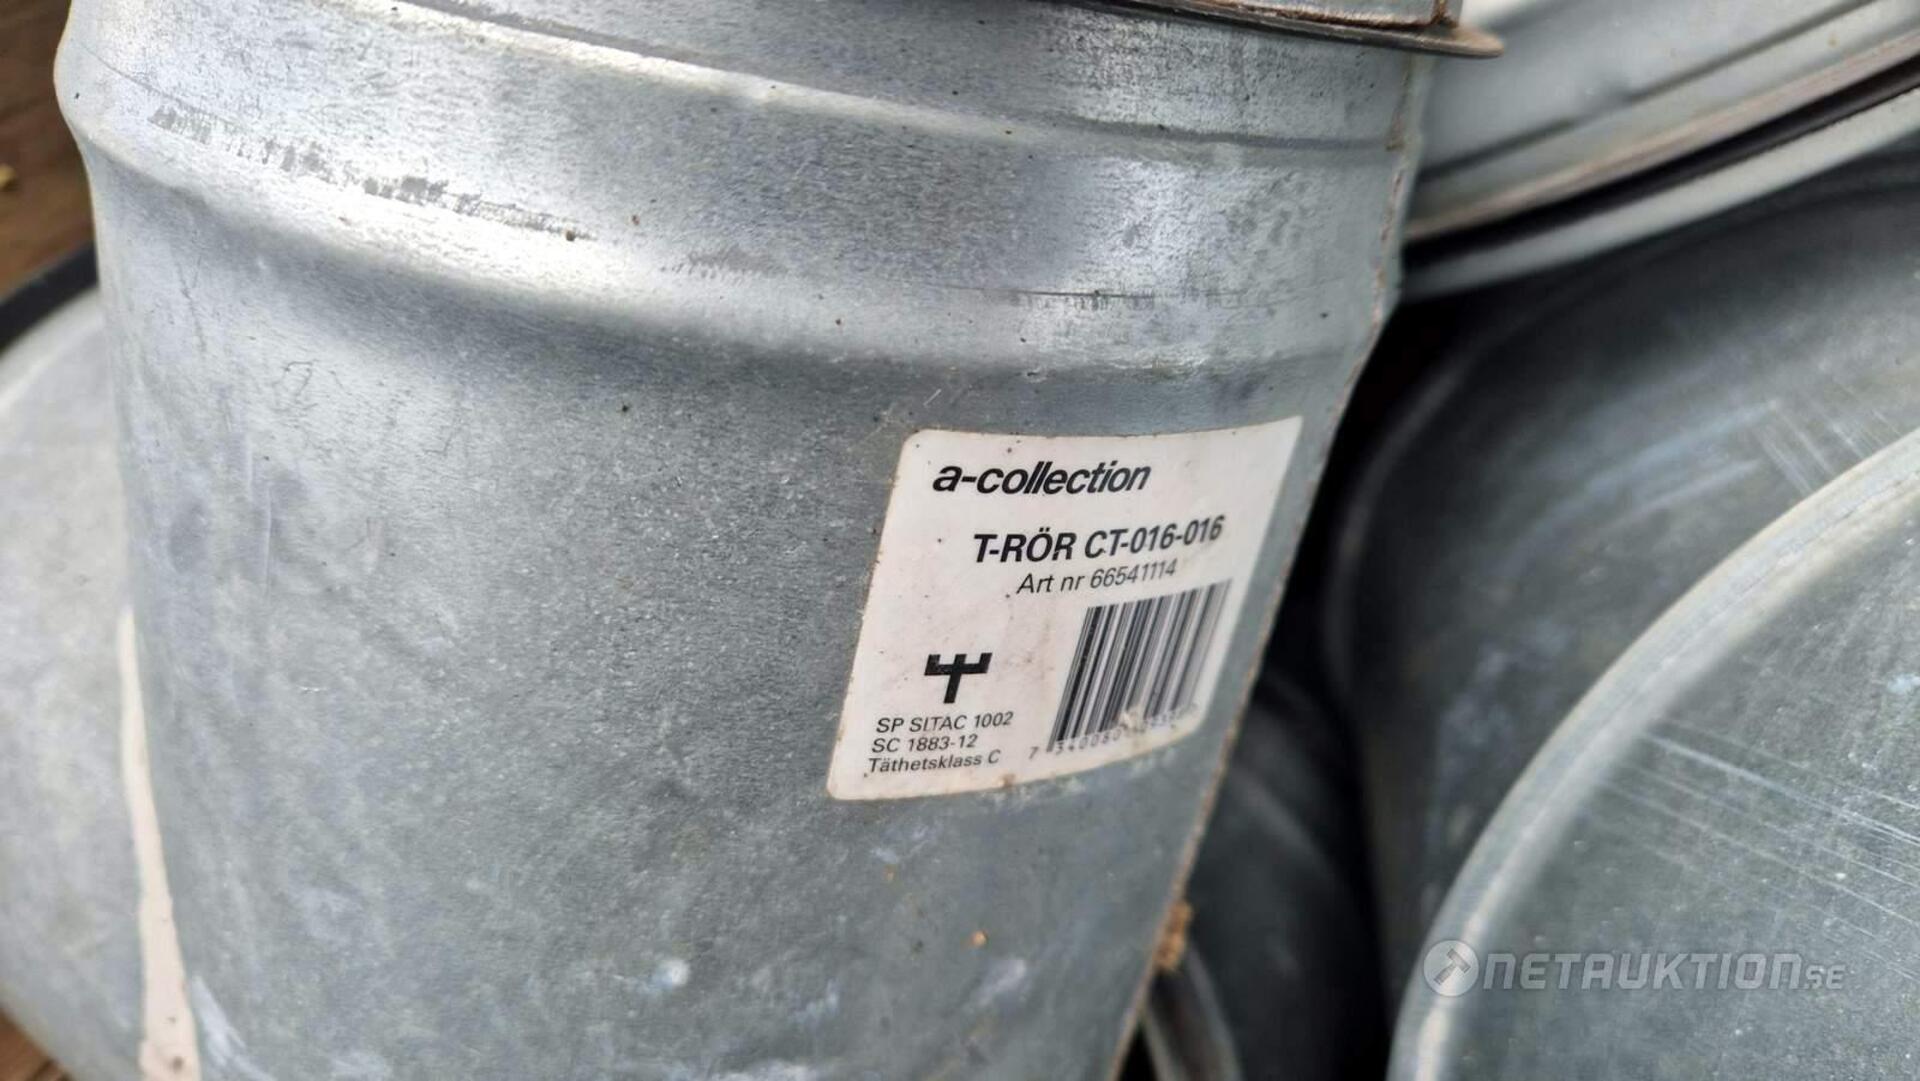 a-collection
T-RÖR CT-016-016
Art nr 66541114
SP SITAC 1002
SC 1883-12
Täthetsklass C
NETAUKTION.SE